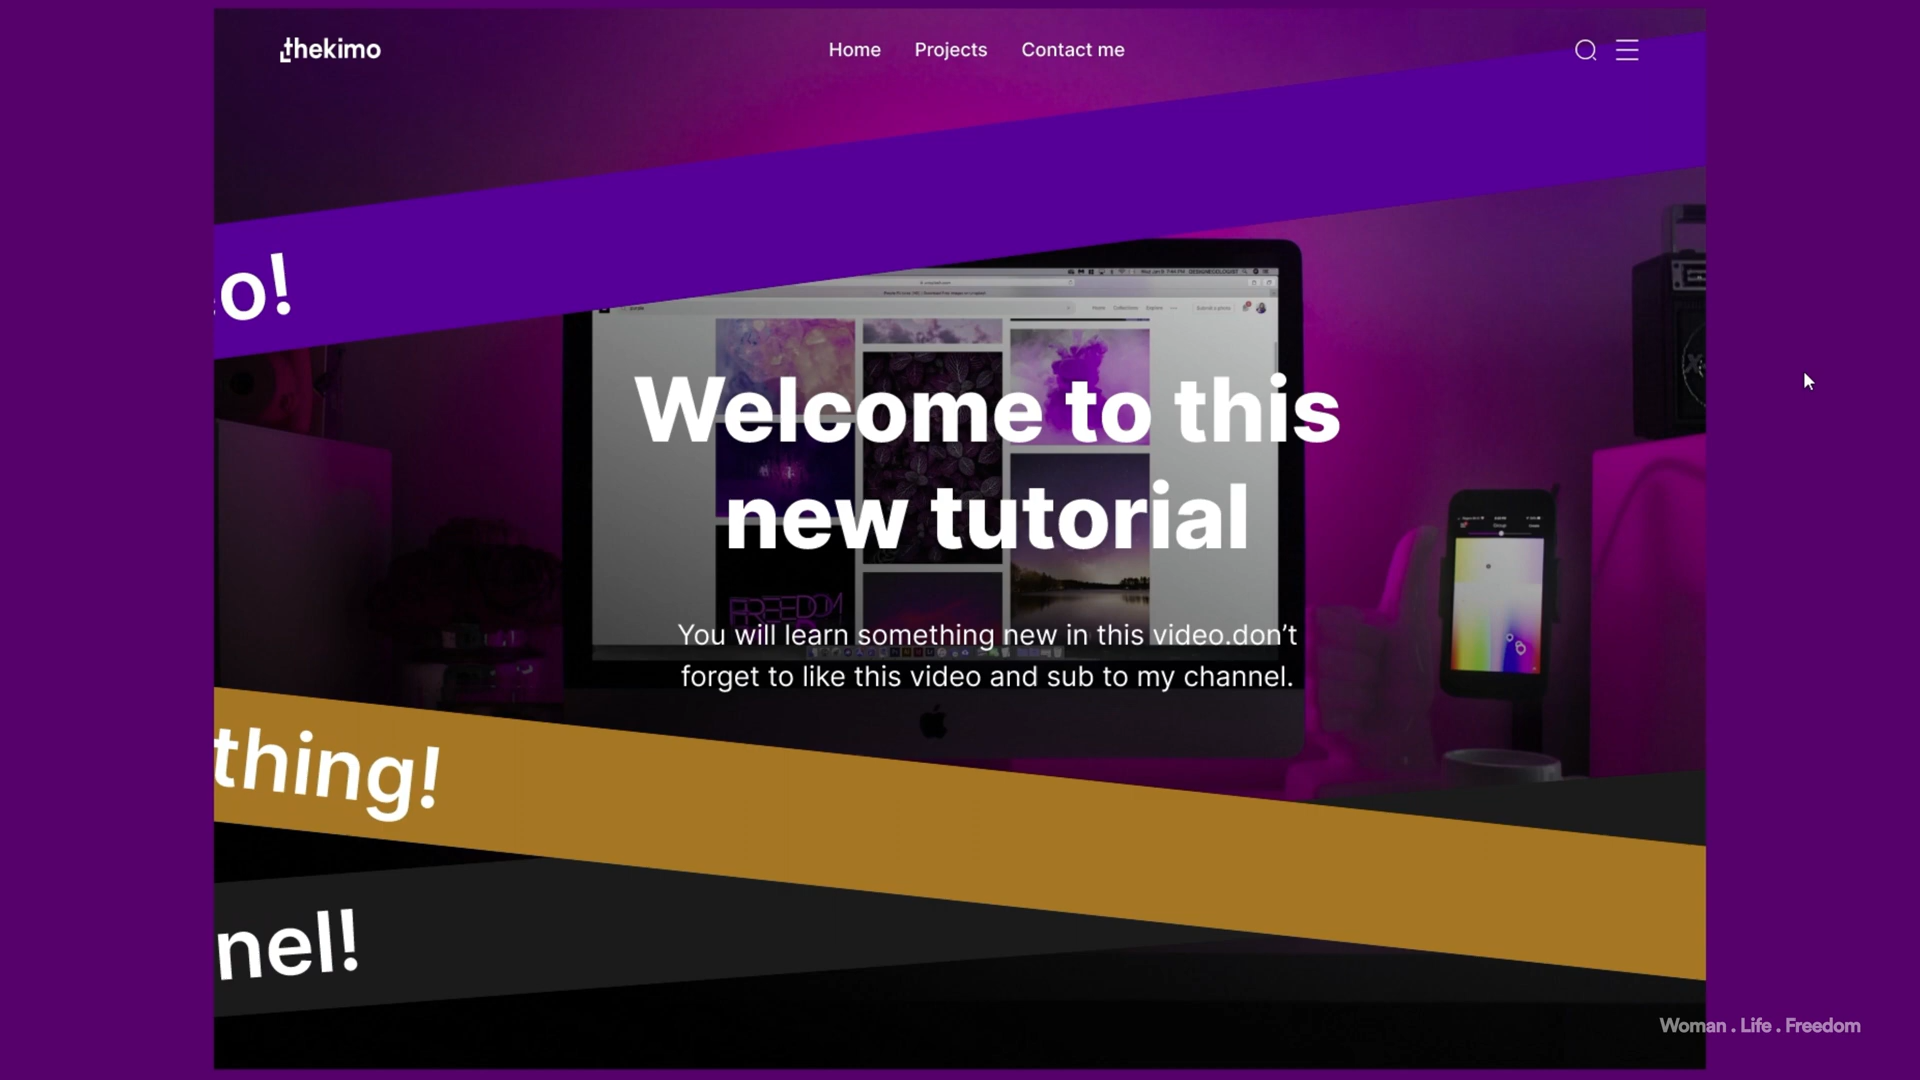 thekimo
Home Projects Contact me
o!
Welcome to this
new tutorial
FREEDOM
You will learn something new in this video.don’t
forget to like this video and sub to my channel.
thing!
nel!
Woman . Life . Freedom